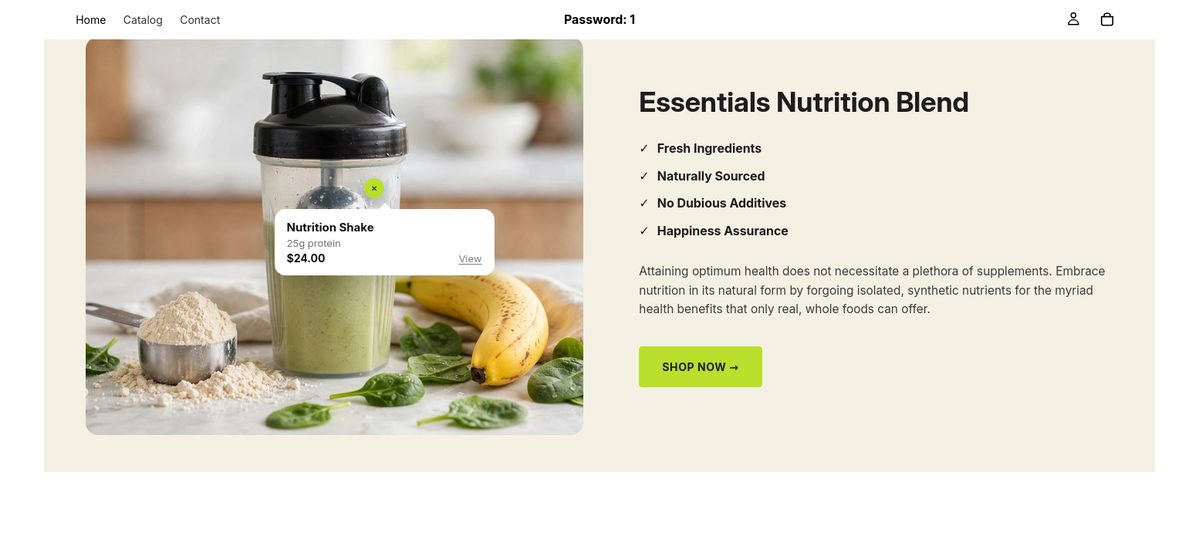 Home Catalog Contact
Password: 1
Essentials Nutrition Blend
✓ Fresh Ingredients
✓ Naturally Sourced
✓ No Dubious Additives
✓ Happiness Assurance
Nutrition Shake
25g protein
$24.00 View
Attaining optimum health does not necessitate a plethora of supplements. Embrace
nutrition in its natural form by forgoing isolated, synthetic nutrients for the myriad
health benefits that only real, whole foods can offer.
SHOP NOW →